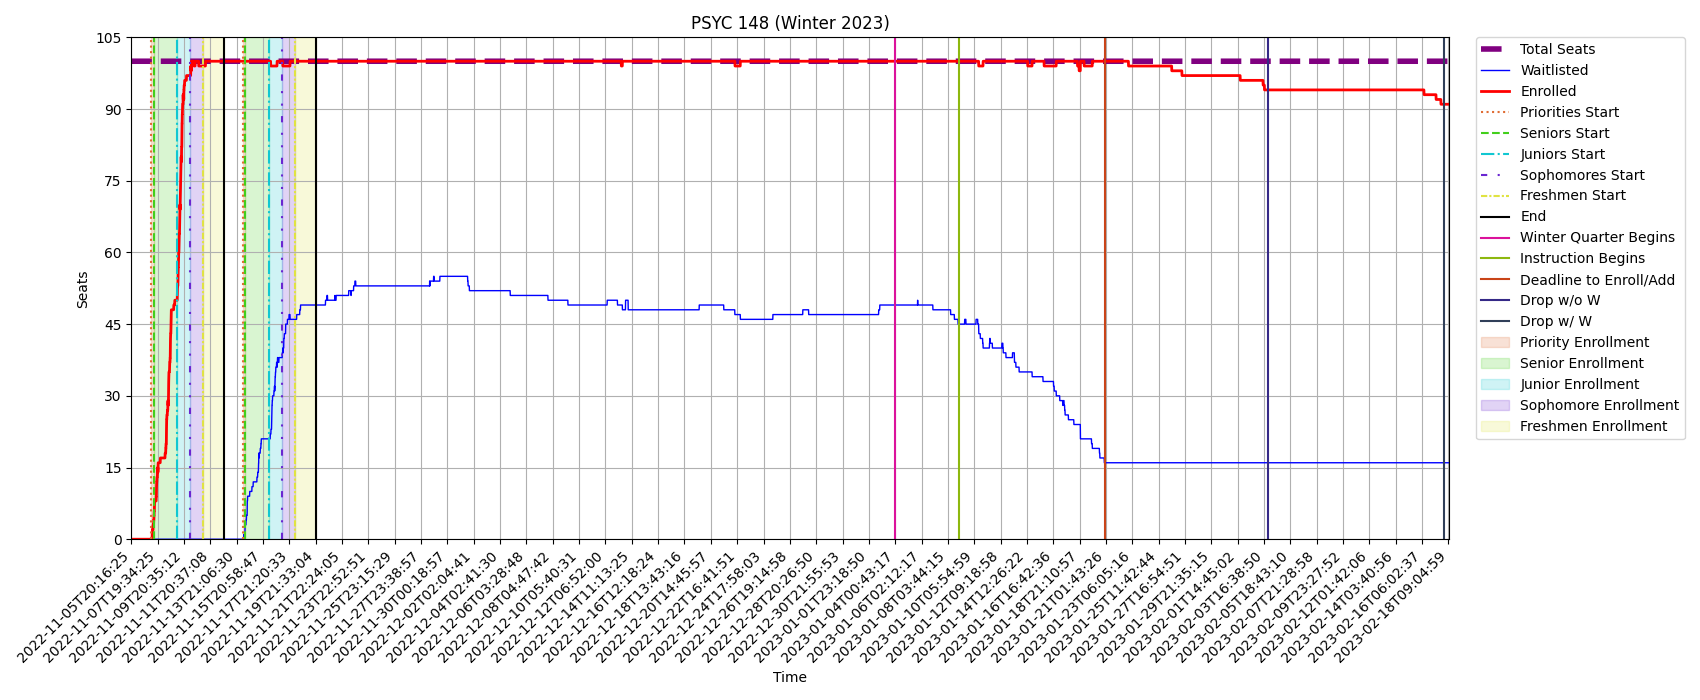 PSYC 148 (Winter 2023)
105
90
75
60
45
30
15
0
Seats
2022-11-05T20:16:25
2022-11-07T19:34:25
2022-11-09T20:35:12
2022-11-11T20:37:08
2022-11-13T21:06:30
2022-11-15T20:58:47
2022-11-17T21:20:33
2022-11-19T21:33:04
2022-11-21T22:24:05
2022-11-23T22:52:51
2022-11-25T23:15:29
2022-11-27T23:38:57
2022-11-30T00:18:57
2022-12-02T02:04:41
2022-12-04T02:41:30
2022-12-06T03:28:48
2022-12-08T04:47:42
2022-12-10T05:40:31
2022-12-12T06:52:00
2022-12-14T11:13:25
2022-12-16T12:18:24
2022-12-18T13:43:16
2022-12-20T14:45:57
2022-12-22T16:41:51
2022-12-24T17:58:03
2022-12-26T19:14:58
2022-12-28T20:26:50
2022-12-30T21:55:53
2023-01-01T23:18:50
2023-01-04T00:43:17
2023-01-06T02:12:17
2023-01-08T03:44:15
2023-01-10T05:54:59
2023-01-12T09:18:58
2023-01-14T12:26:22
2023-01-16T16:42:36
2023-01-18T21:10:57
2023-01-21T01:43:26
2023-01-23T06:05:16
2023-01-25T11:42:44
2023-01-27T16:54:51
2023-01-29T21:35:15
2023-02-01T14:45:02
2023-02-03T16:38:50
2023-02-05T18:43:10
2023-02-07T21:28:58
2023-02-09T23:27:52
2023-02-12T01:42:06
2023-02-14T03:40:56
2023-02-16T06:02:37
2023-02-18T09:04:59
Time
Total Seats
Waitlisted
Enrolled
Priorities Start
Seniors Start
Juniors Start
Sophomores Start
Freshmen Start
End
Winter Quarter Begins
Instruction Begins
Deadline to Enroll/Add
Drop w/o W
Drop w/ W
Priority Enrollment
Senior Enrollment
Junior Enrollment
Sophomore Enrollment
Freshmen Enrollment